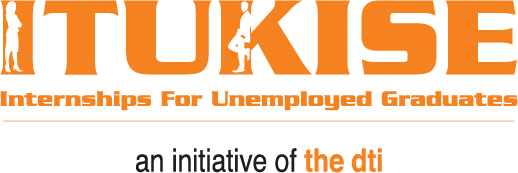 ITUKISE
Internships For Unemployed Graduates
an initiative of the dti